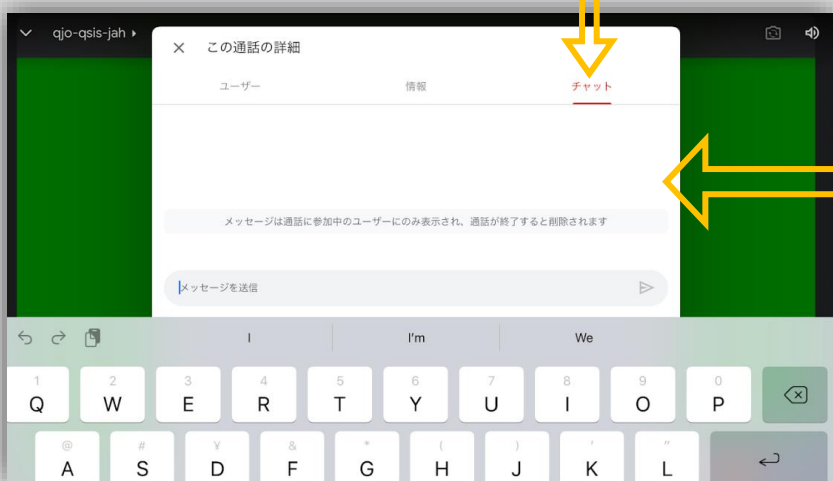 qjo-qsis-jah
この通話の詳細
ユーザー 情報 チャット
メッセージは通話に参加中のユーザーにのみ表示され、通話が終了すると削除されます
メッセージを送信
I I'm We
1 2 3 4 5 6 7 8 9 0
Q W E R T Y U I O P
@ # ¥ & * ( ) ' "
A S D F G H J K L